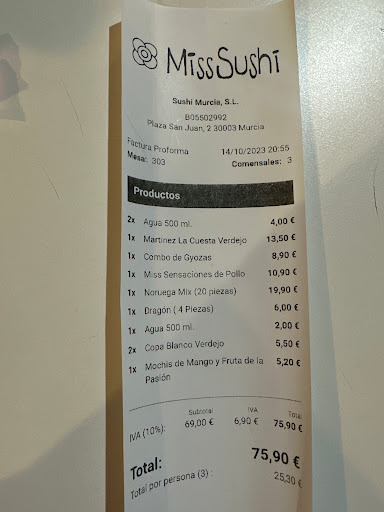 MissSushi
Sushi Murcia, S.L.
B05502992
Plaza San Juan, 2 30003 Murcia
Factura Proforma 14/10/2023 20:55
Mesa: 303 Comensales: 3
Productos
2x Agua 500 ml. 4,00 €
1x Martinez La Cuesta Verdejo 13,50 €
1x Combo de Gyozas 8,90 €
1x Miss Sensaciones de Pollo 10,90 €
1x Noruega Mix (20 piezas) 19,90 €
1x Dragón ( 4 Piezas) 6,00 €
1x Agua 500 ml. 2,00 €
2x Copa Blanco Verdejo 5,50 €
1x Mochis de Mango y Fruta de la 5,20 €
Pasión
Subtotal IVA Total
IVA (10%): 69,00 € 6,90 € 75,90 €
Total: 75,90 €
Total por persona (3) : 25,30 €